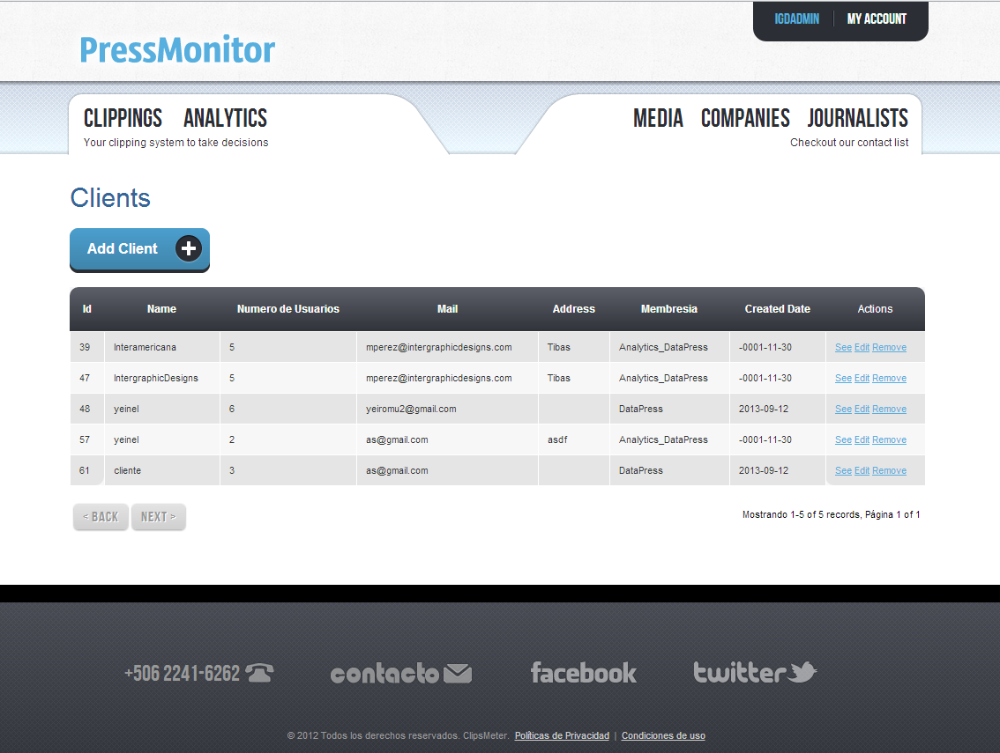 IGDADMIN MY ACCOUNT
PressMonitor
CLIPPINGS ANALYTICS
Your clipping system to take decisions
MEDIA COMPANIES JOURNALISTS
Checkout our contact list
Clients
Add Client
Id Name Numero de Usuarios Mail Address Membresia Created Date Actions
39 Interamericana 5 mperez@intergraphicdesigns.com Tibas Analytics_DataPress -0001-11-30 See Edit Remove
47 IntergraphicDesigns 5 mperez@intergraphicdesigns.com Tibas Analytics_DataPress -0001-11-30 See Edit Remove
48 yeinel 6 yeiromu2@gmail.com DataPress 2013-09-12 See Edit Remove
57 yeinel 2 as@gmail.com asdf Analytics_DataPress -0001-11-30 See Edit Remove
61 cliente 3 as@gmail.com DataPress 2013-09-12 See Edit Remove
< BACK NEXT > Mostrando 1-5 of 5 records, Página 1 of 1
+506 2241-6262 contacto facebook twitter
© 2012 Todos los derechos reservados. ClipsMeter. Políticas de Privacidad | Condiciones de uso